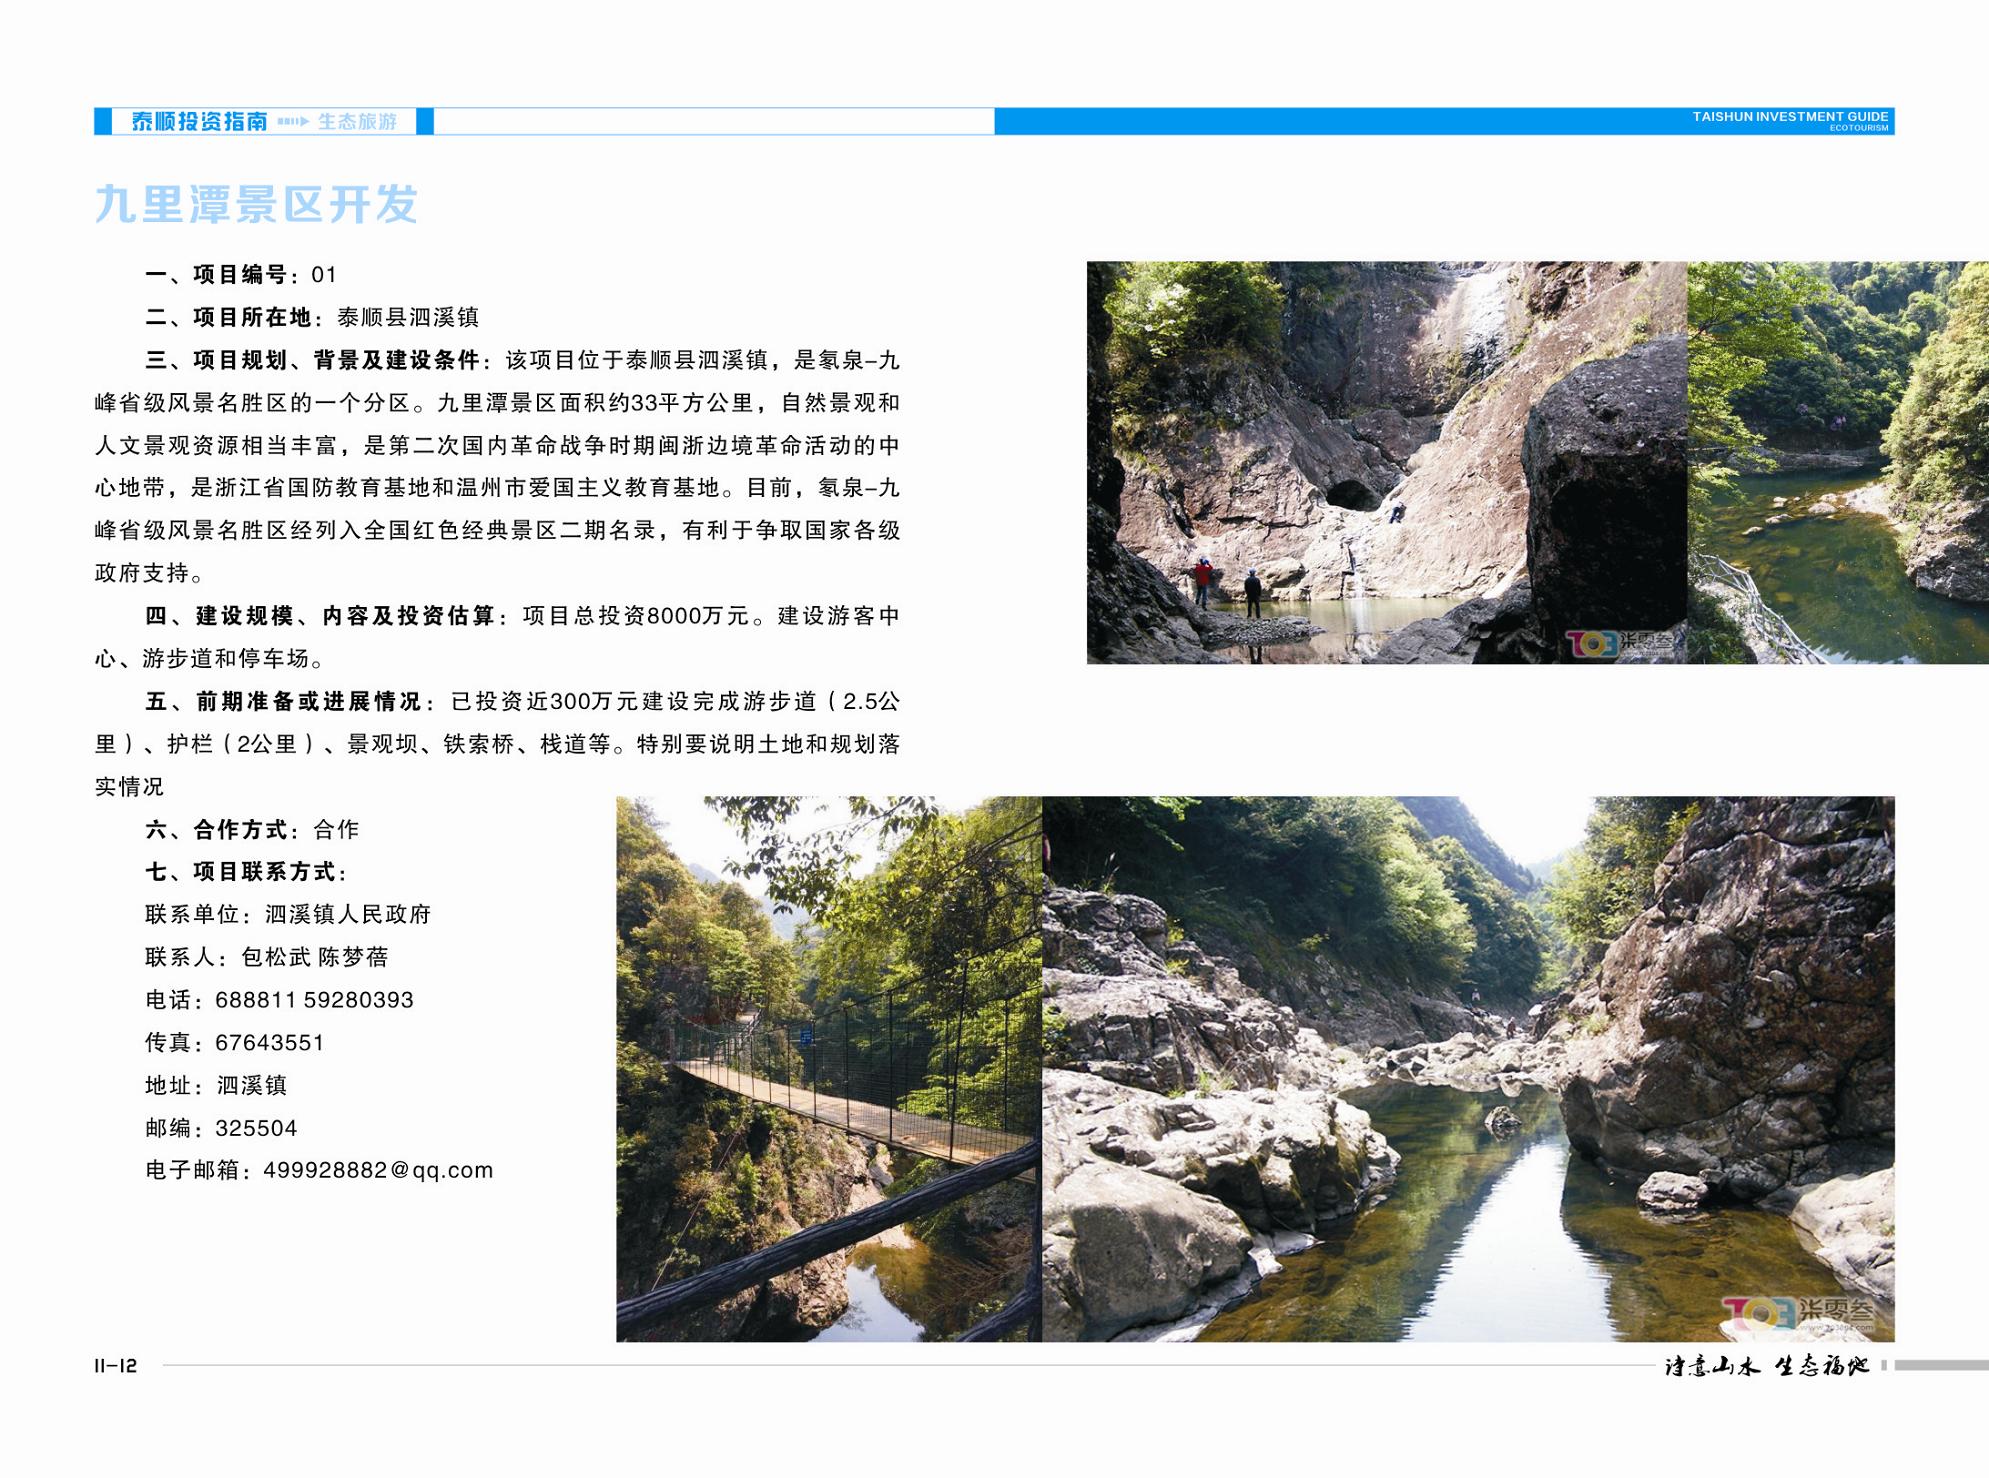 泰顺投资指南 生态旅游
TAISHUN INVESTMENT GUIDE
ECOTOURISM
九里潭景区开发
一、项目编号：01
二、项目所在地：泰顺县泗溪镇
三、项目规划、背景及建设条件：该项目位于泰顺县泗溪镇，是氡泉-九
峰省级风景名胜区的一个分区。九里潭景区面积约33平方公里，自然景观和
人文景观资源相当丰富，是第二次国内革命战争时期闽浙边境革命活动的中
心地带，是浙江省国防教育基地和温州市爱国主义教育基地。目前，氡泉-九
峰省级风景名胜区经列入全国红色经典景区二期名录，有利于争取国家各级
政府支持。
四、建设规模、内容及投资估算：项目总投资8000万元。建设游客中
心、游步道和停车场。
五、前期准备或进展情况：已投资近300万元建设完成游步道（2.5公
里）、护栏（2公里）、景观坝、铁索桥、栈道等。特别要说明土地和规划落
实情况
六、合作方式：合作
七、项目联系方式：
联系单位：泗溪镇人民政府
联系人：包松武 陈梦蓓
电话：688811 59280393
传真：67643551
地址：泗溪镇
邮编：325504
电子邮箱：499928882@qq.com
703柒零叁
703柒零叁
11-12
诗意山水 生态福地